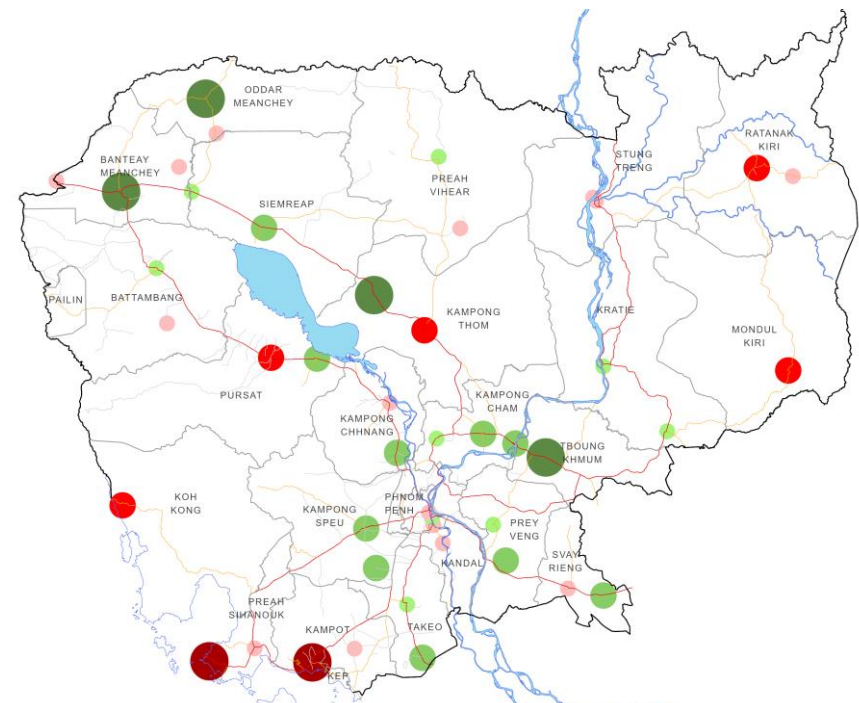 ODDAR
MEANCHEY
RATANAK
KIRI
STUNG
TRENG
BANTEAY
MEANCHEY
PREAH
VIHEAR
SIEMREAP
PAILIN
BATTAMBANG
KAMPONG
THOM
KRATIE
MONDUL
KIRI
PURSAT
KAMPONG
CHAM
KAMPONG
CHHNANG
TBOUNG
KHMUM
KOH
KONG
KAMPONG
SPEU
PHNOM
PENH
PREY
VENG
SVAY
RIENG
KANDAL
PREAH
SIHANOUK
KAMPOT
TAKEO
KEP